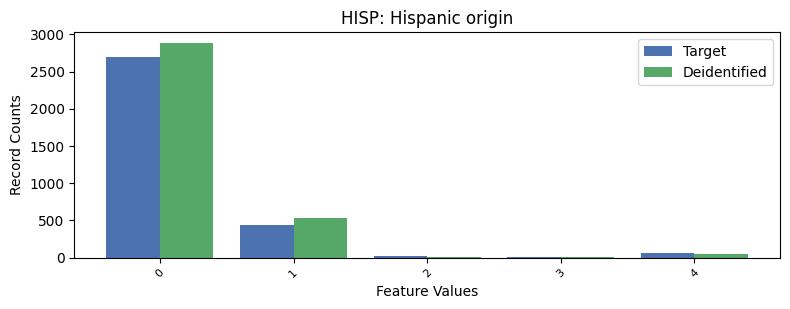 HISP: Hispanic origin
Record Counts
3000
2500
2000
1500
1000
500
0
Target
Deidentified
0 1 2 3 4
Feature Values